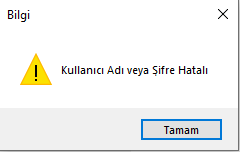 Bilgi
Kullanıcı Adı veya Şifre Hatalı
Tamam